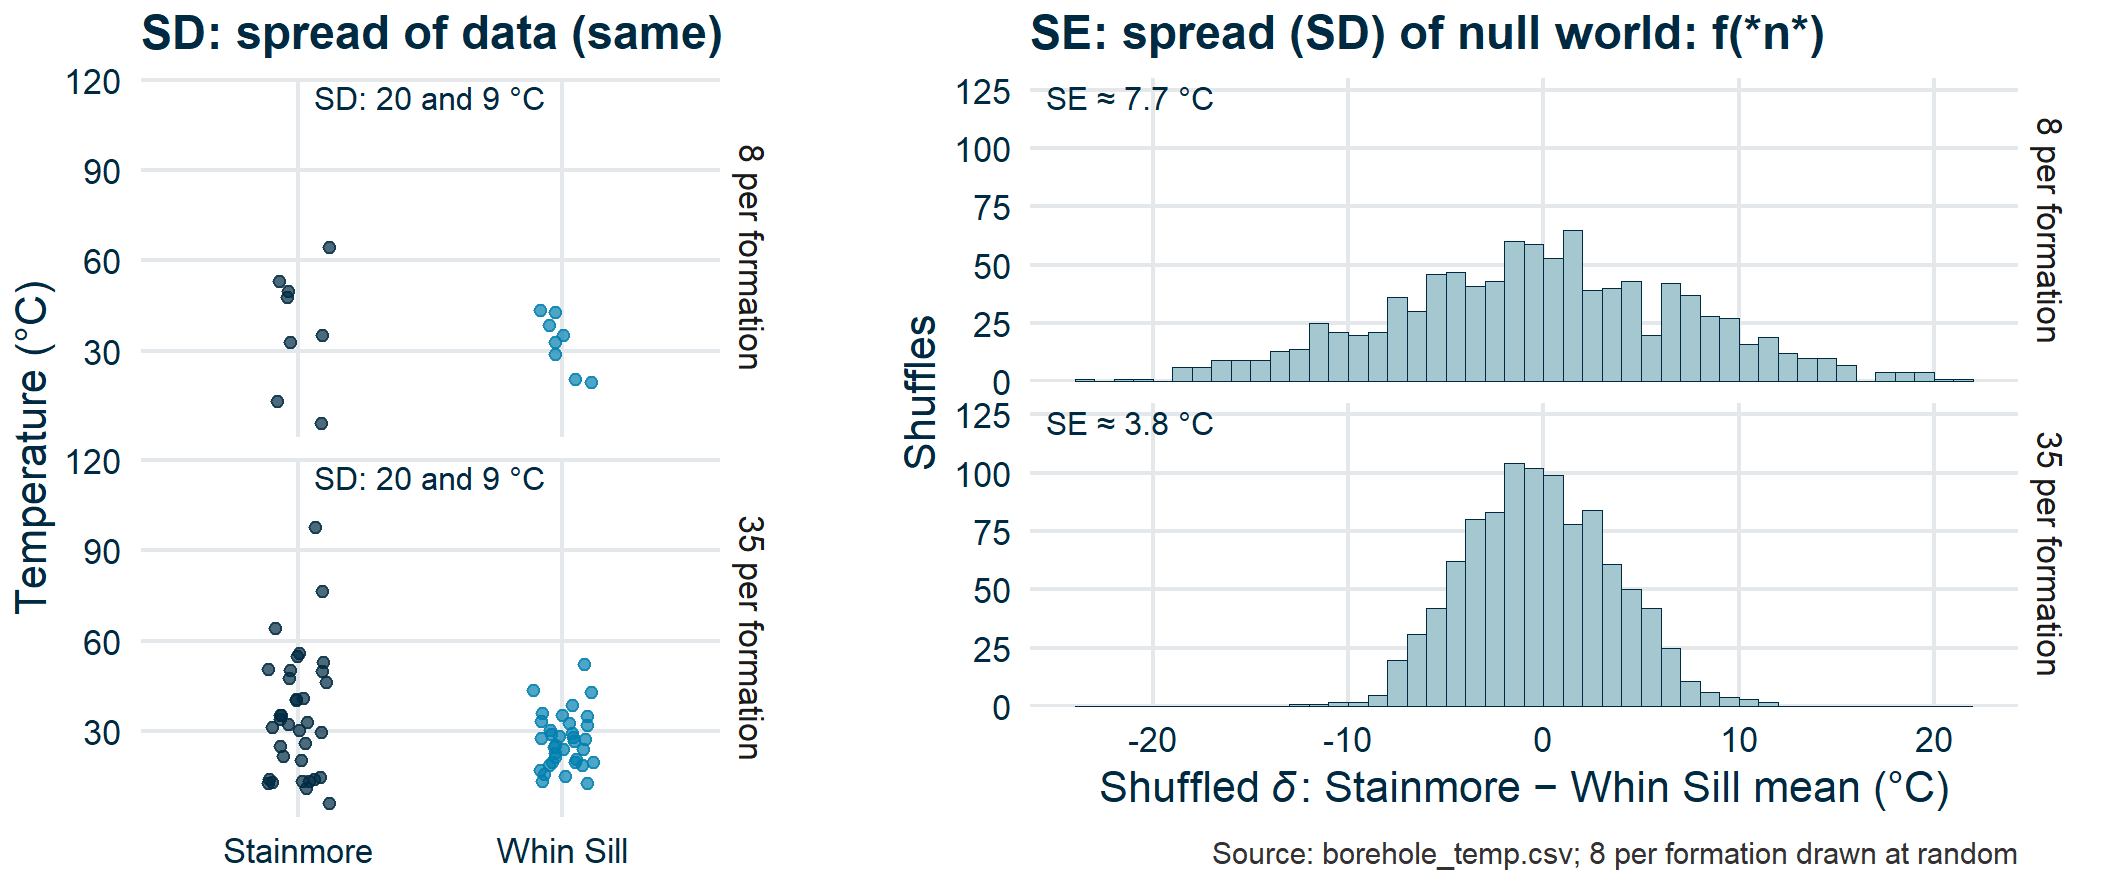 SD: spread of data (same)
120
SD: 20 and 9 °C
90
60
30
8 per formation
120
SD: 20 and 9 °C
90
60
30
35 per formation
Temperature (°C)
Stainmore
Whin Sill
SE: spread (SD) of null world: f(*n*)
125
SE ≈ 7.7 °C
100
75
50
25
0
8 per formation
125
SE ≈ 3.8 °C
100
75
50
25
0
35 per formation
Shuffles
-20
-10
0
10
20
Shuffled δ: Stainmore − Whin Sill mean (°C)
Source: borehole_temp.csv; 8 per formation drawn at random